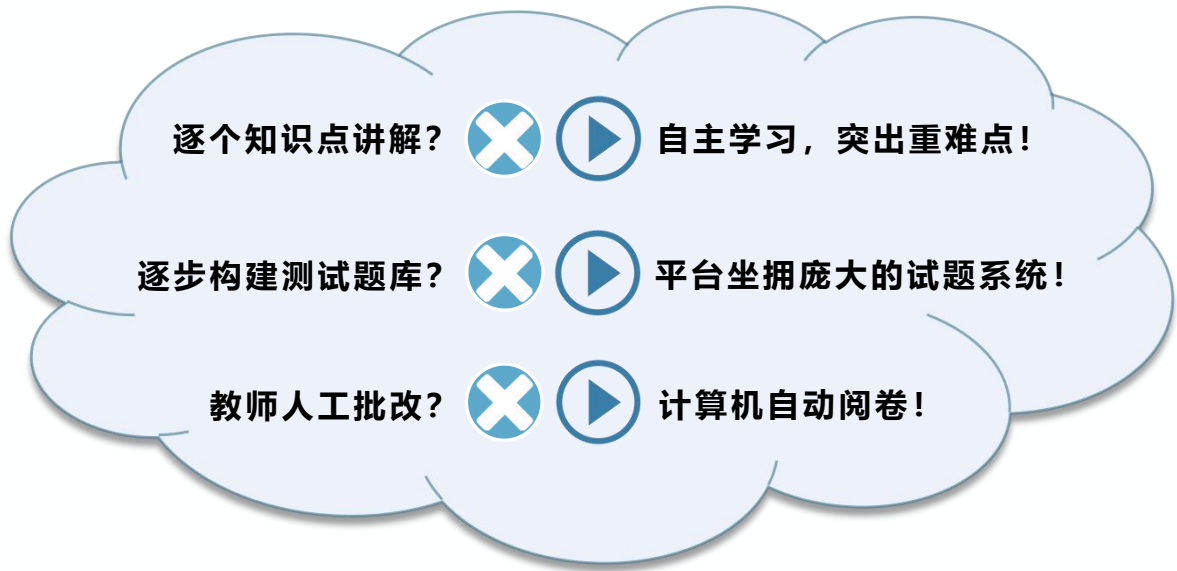 逐个知识点讲解? 自主学习，突出重难点!
逐步构建测试题库? 平台坐拥庞大的试题系统!
教师人工批改? 计算机自动阅卷!